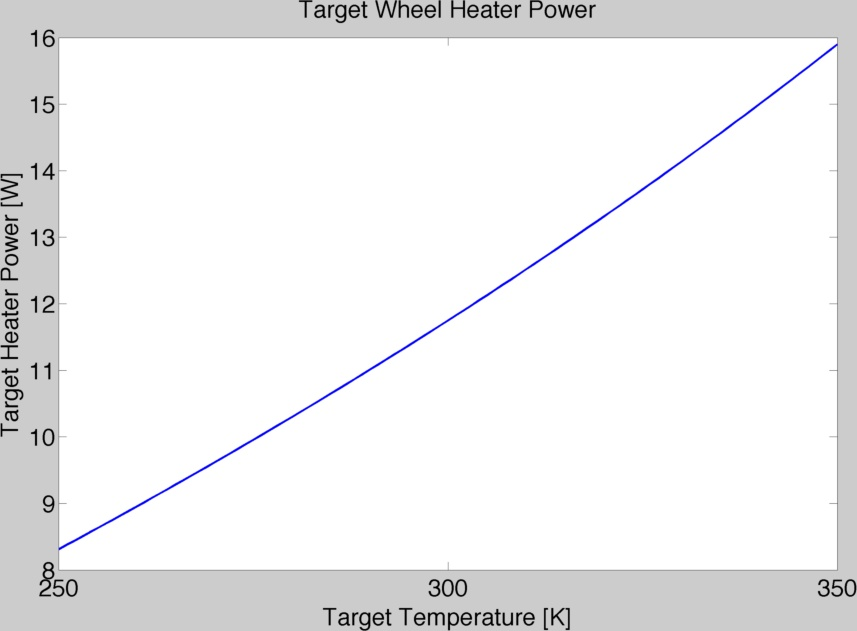 Target Wheel Heater Power
16
15
14
13
12
11
10
9
8
Target Heater Power [W]
250 300 350
Target Temperature [K]